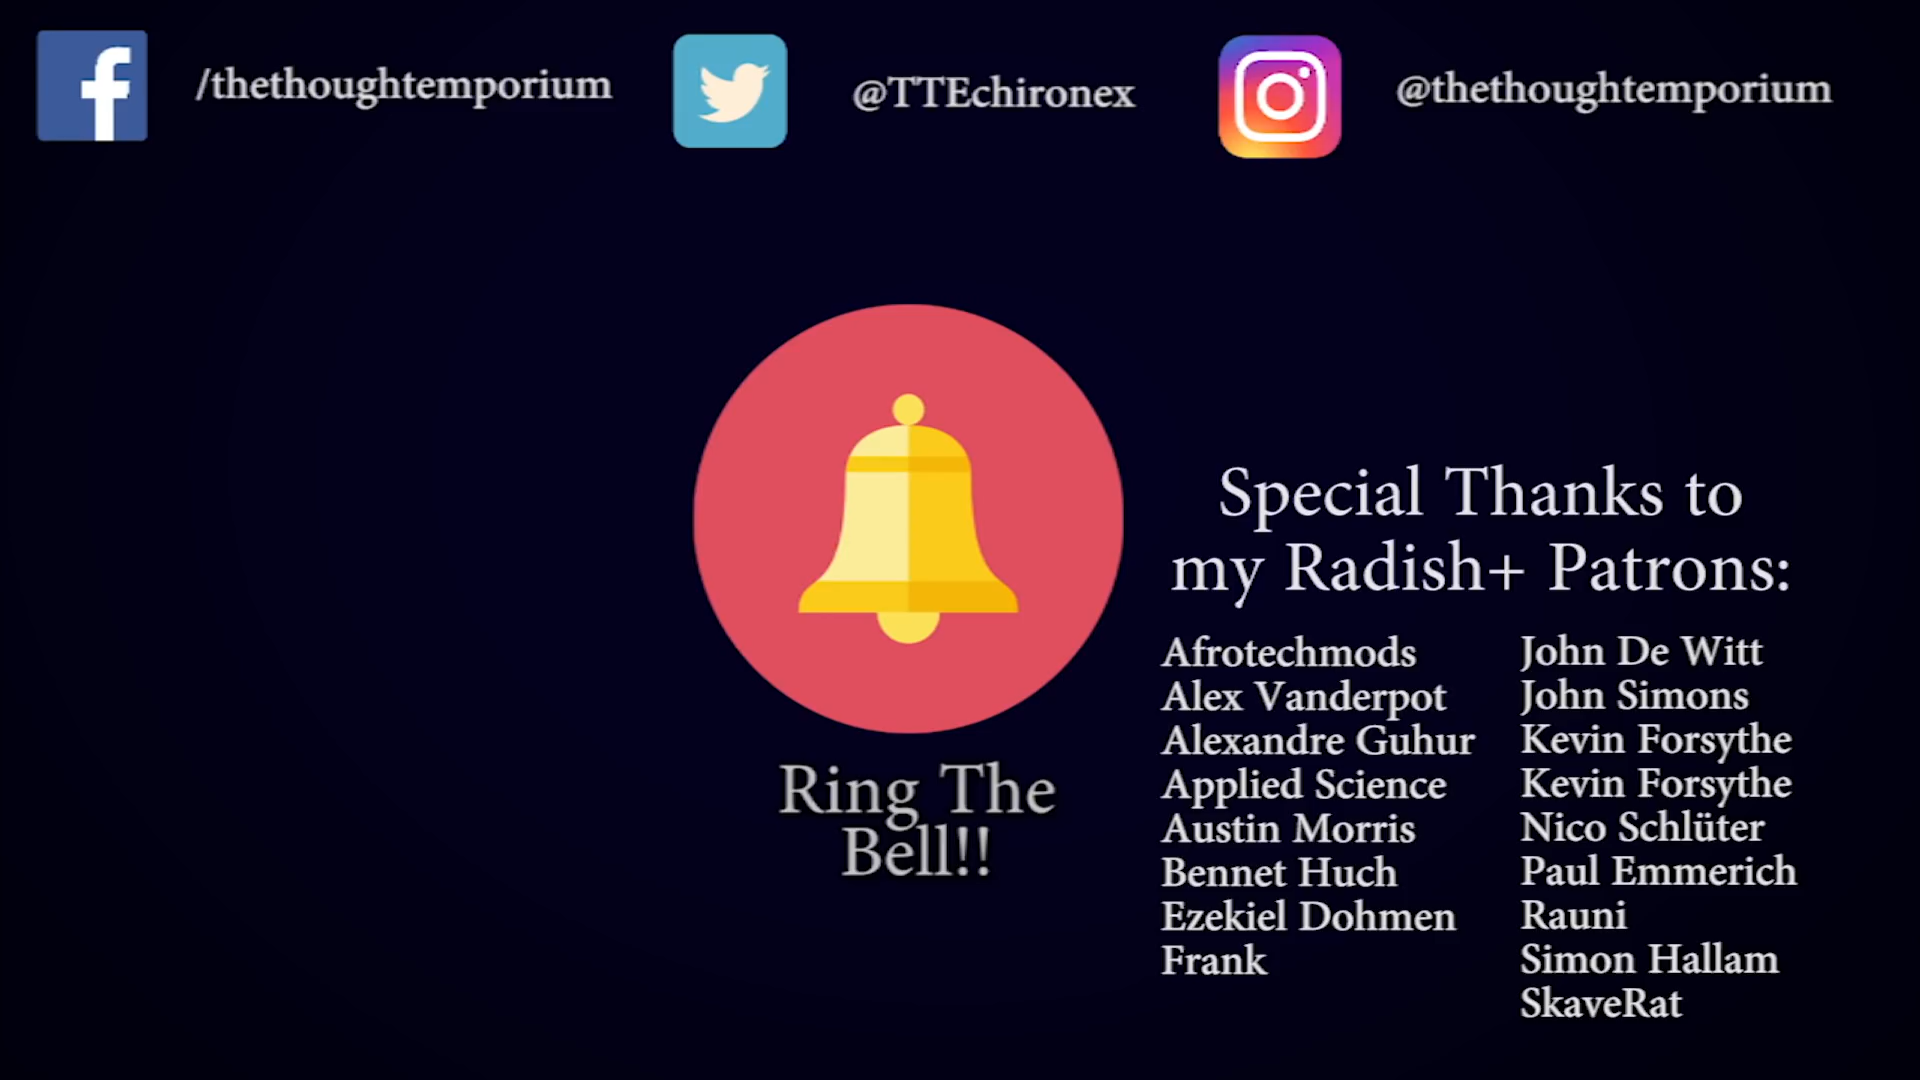 /thethoughtemporium
@TTEchironex
@thethoughtemporium
Ring The
Bell!!
Special Thanks to
my Radish+ Patrons:
Afrotechmods
Alex Vanderpot
Alexandre Guhur
Applied Science
Austin Morris
Bennet Huch
Ezekiel Dohmen
Frank
John De Witt
John Simons
Kevin Forsythe
Kevin Forsythe
Nico Schlüter
Paul Emmerich
Rauni
Simon Hallam
SkaveRat